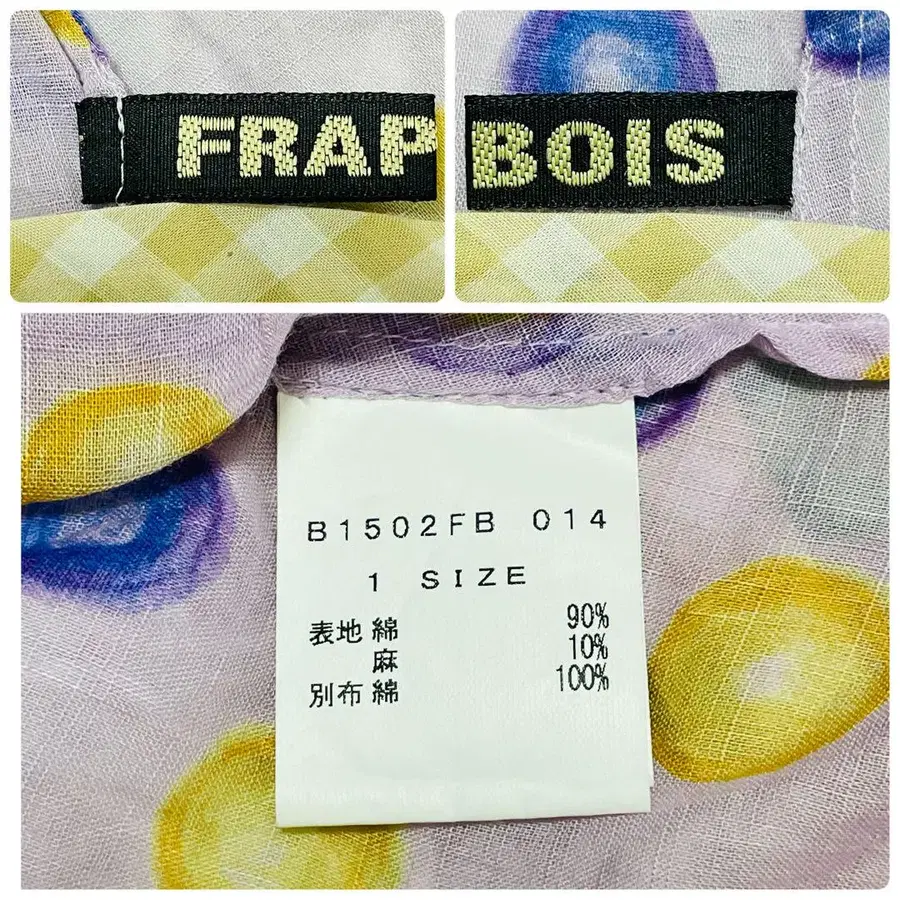 FRAP
BOIS
B1502FB 014
1 SIZE
表地 綿 90%
麻 10%
別布 綿 100%